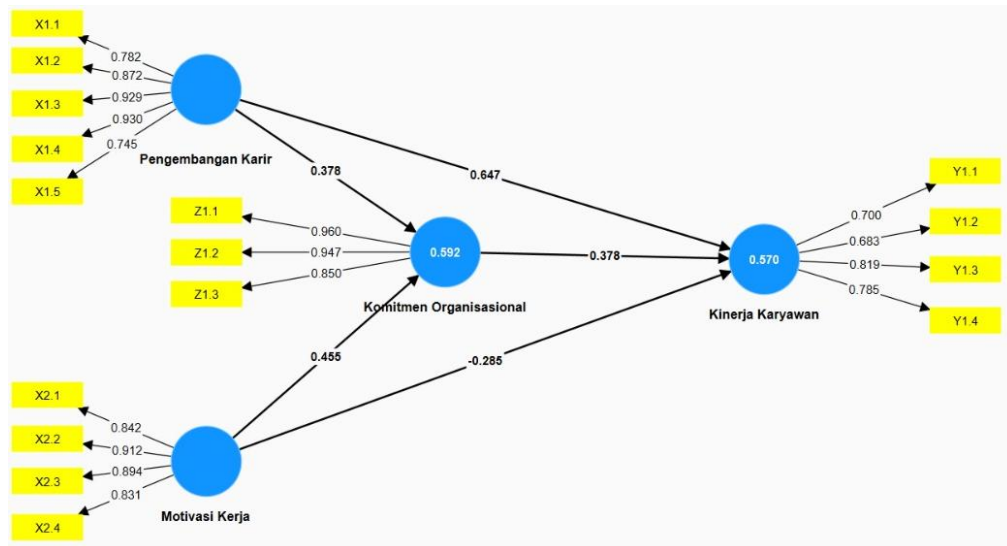 X1.1
X1.2
X1.3
X1.4
X1.5
0.782
0.872
0.929
0.930
0.745
Pengembangan Karir
0.378
0.647
Z1.1
Z1.2
Z1.3
0.960
0.947
0.850
0.592
Komitmen Organisasional
0.378
0.570
Kinerja Karyawan
0.700
0.683
0.819
0.785
Y1.1
Y1.2
Y1.3
Y1.4
0.455
-0.285
X2.1
X2.2
X2.3
X2.4
0.842
0.912
0.894
0.831
Motivasi Kerja